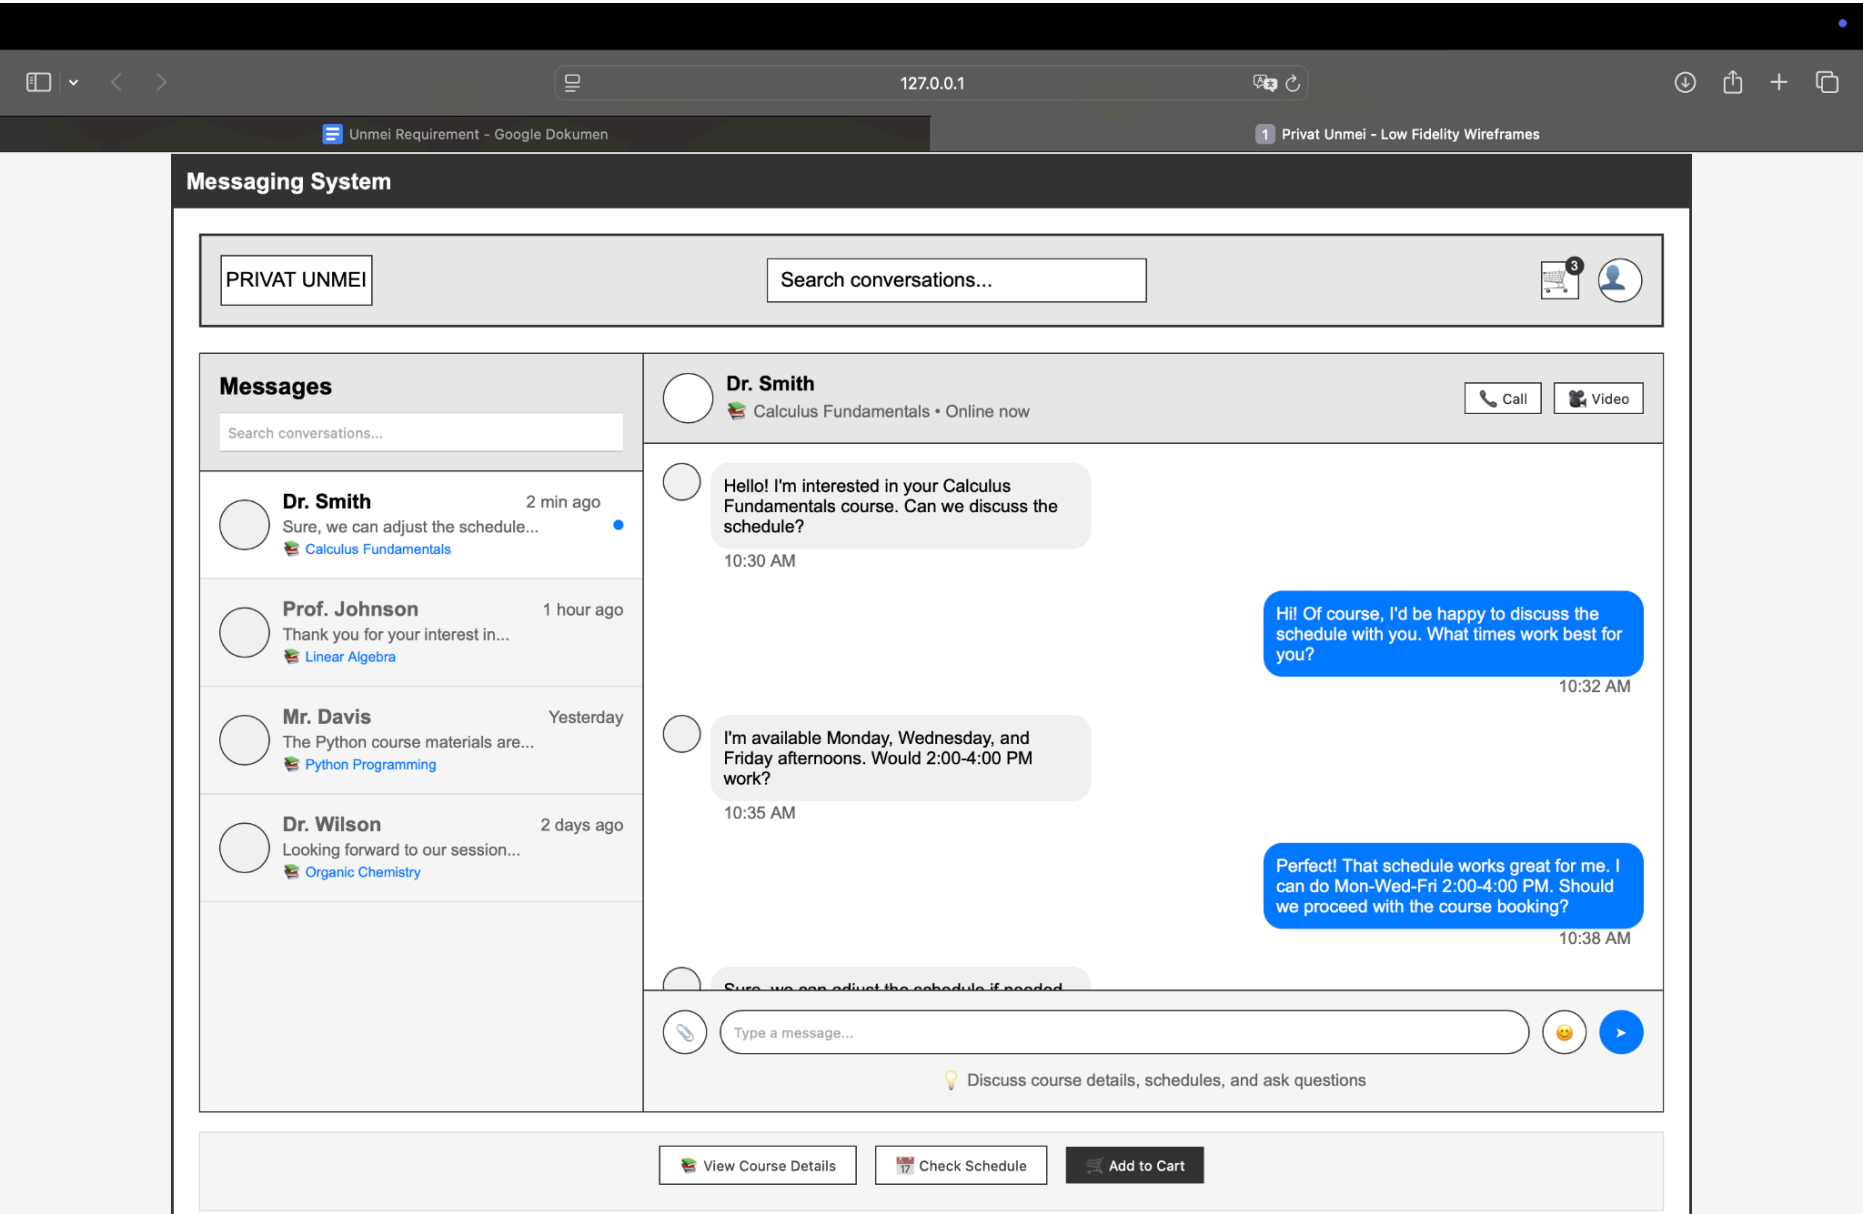 127.0.0.1
Unmei Requirement - Google Dokumen
1 Privat Unmei - Low Fidelity Wireframes
Messaging System
PRIVAT UNMEI
Search conversations...
3
Messages
Search conversations...
Dr. Smith
2 min ago
Sure, we can adjust the schedule...
Calculus Fundamentals
Prof. Johnson
1 hour ago
Thank you for your interest in...
Linear Algebra
Mr. Davis
Yesterday
The Python course materials are...
Python Programming
Dr. Wilson
2 days ago
Looking forward to our session...
Organic Chemistry
Dr. Smith
Calculus Fundamentals • Online now
Call
Video
Hello! I'm interested in your Calculus
Fundamentals course. Can we discuss the
schedule?
10:30 AM
Hi! Of course, I'd be happy to discuss the
schedule with you. What times work best for
you?
10:32 AM
I'm available Monday, Wednesday, and
Friday afternoons. Would 2:00-4:00 PM
work?
10:35 AM
Perfect! That schedule works great for me. I
can do Mon-Wed-Fri 2:00-4:00 PM. Should
we proceed with the course booking?
10:38 AM
Sure, we can adjust the schedule if needed
Type a message...
Discuss course details, schedules, and ask questions
View Course Details
17 Check Schedule
Add to Cart